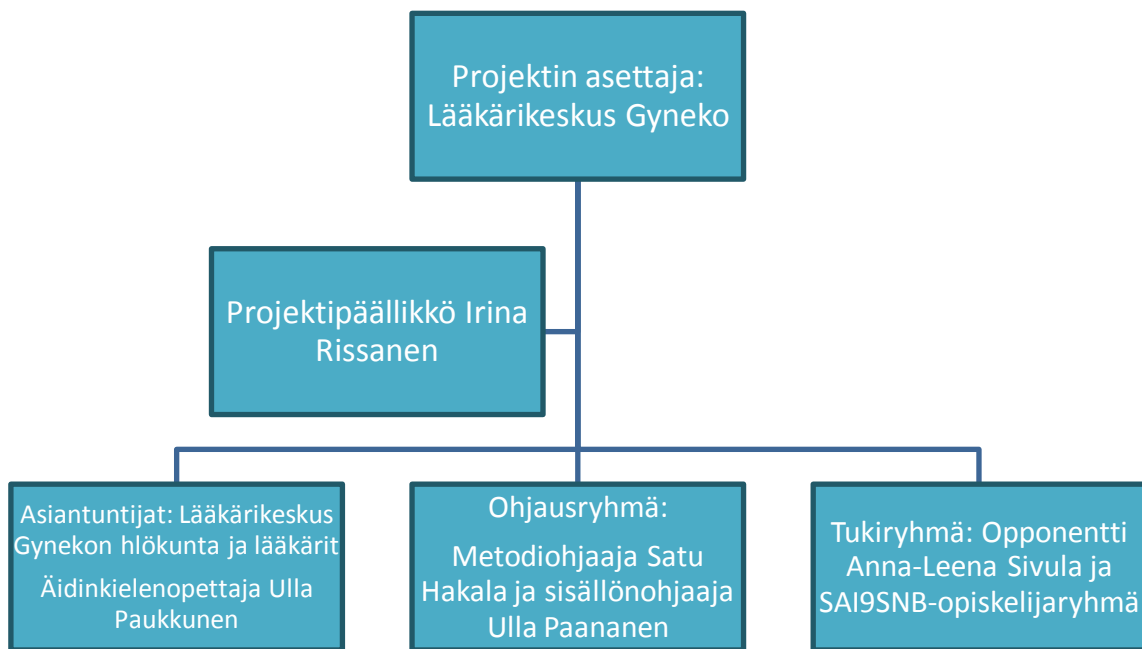 Projektin asettaja:
Lääkärikeskus Gyneko
Projektipäällikkö Irina
Rissanen
Asiantuntijat: Lääkärikeskus
Gynekon hlökunta ja lääkärit
Äidinkielenopettaja Ulla
Paukkunen
Ohjausryhmä:
Metodiohjaaja Satu
Hakala ja sisällönohjaaja
Ulla Paananen
Tukiryhmä: Opponentti
Anna-Leena Sivula ja
SAI9SNB-opiskelijaryhmä